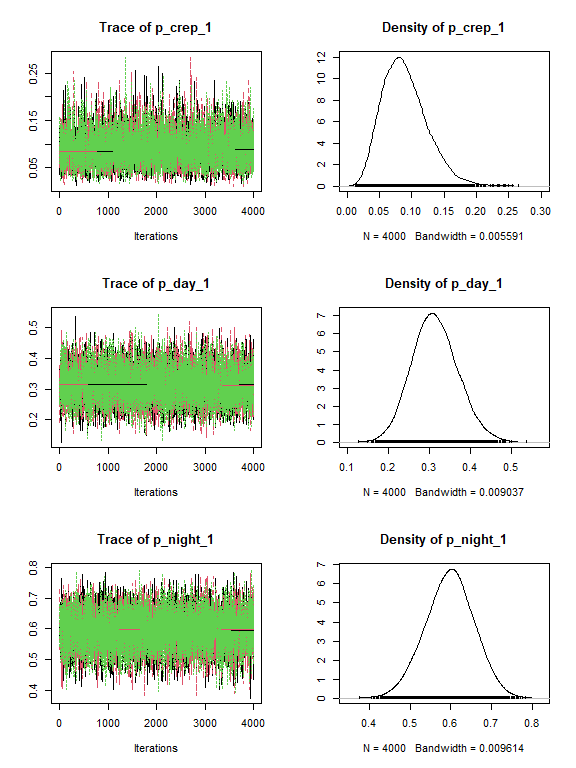 Trace of p_crep_1
0.05 0.15 0.25
0 1000 2000 3000 4000
Iterations
Density of p_crep_1
0 2 4 6 8 10 12
0.00 0.05 0.10 0.15 0.20 0.25 0.30
N = 4000 Bandwidth = 0.005591
Trace of p_day_1
0.2 0.3 0.4 0.5
0 1000 2000 3000 4000
Iterations
Density of p_day_1
0 1 2 3 4 5 6 7
0.1 0.2 0.3 0.4 0.5
N = 4000 Bandwidth = 0.009037
Trace of p_night_1
0.4 0.5 0.6 0.7 0.8
0 1000 2000 3000 4000
Iterations
Density of p_night_1
0 1 2 3 4 5 6 7
0.4 0.5 0.6 0.7 0.8
N = 4000 Bandwidth = 0.009614